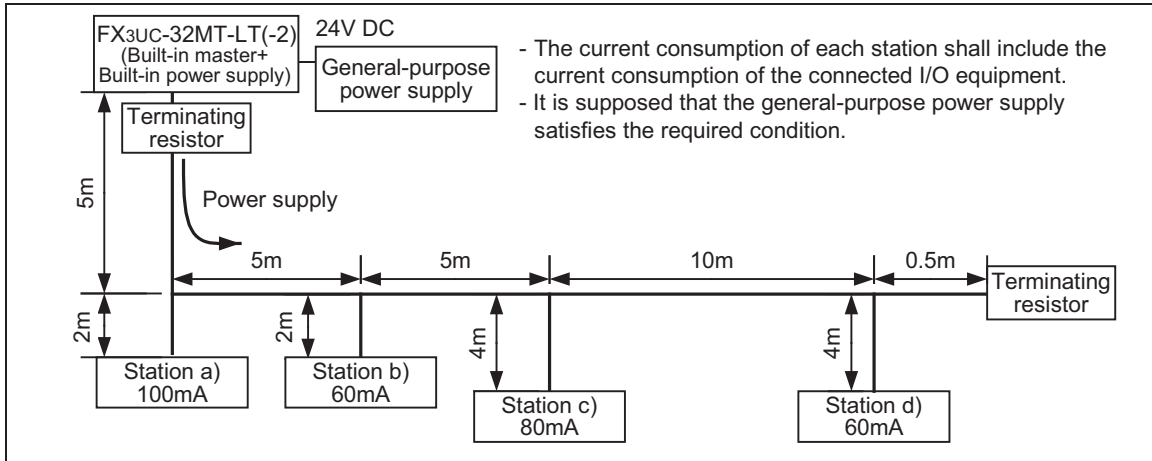 FX3UC-32MT-LT(-2)
(Built-in master+
Built-in power supply)
24V DC
General-purpose
power supply
- The current consumption of each station shall include the
current consumption of the connected I/O equipment.
- It is supposed that the general-purpose power supply
satisfies the required condition.
Terminating
resistor
5m
Power supply
5m
5m
10m
0.5m
Terminating
resistor
2m
2m
4m
4m
Station a)
100mA
Station b)
60mA
Station c)
80mA
Station d)
60mA